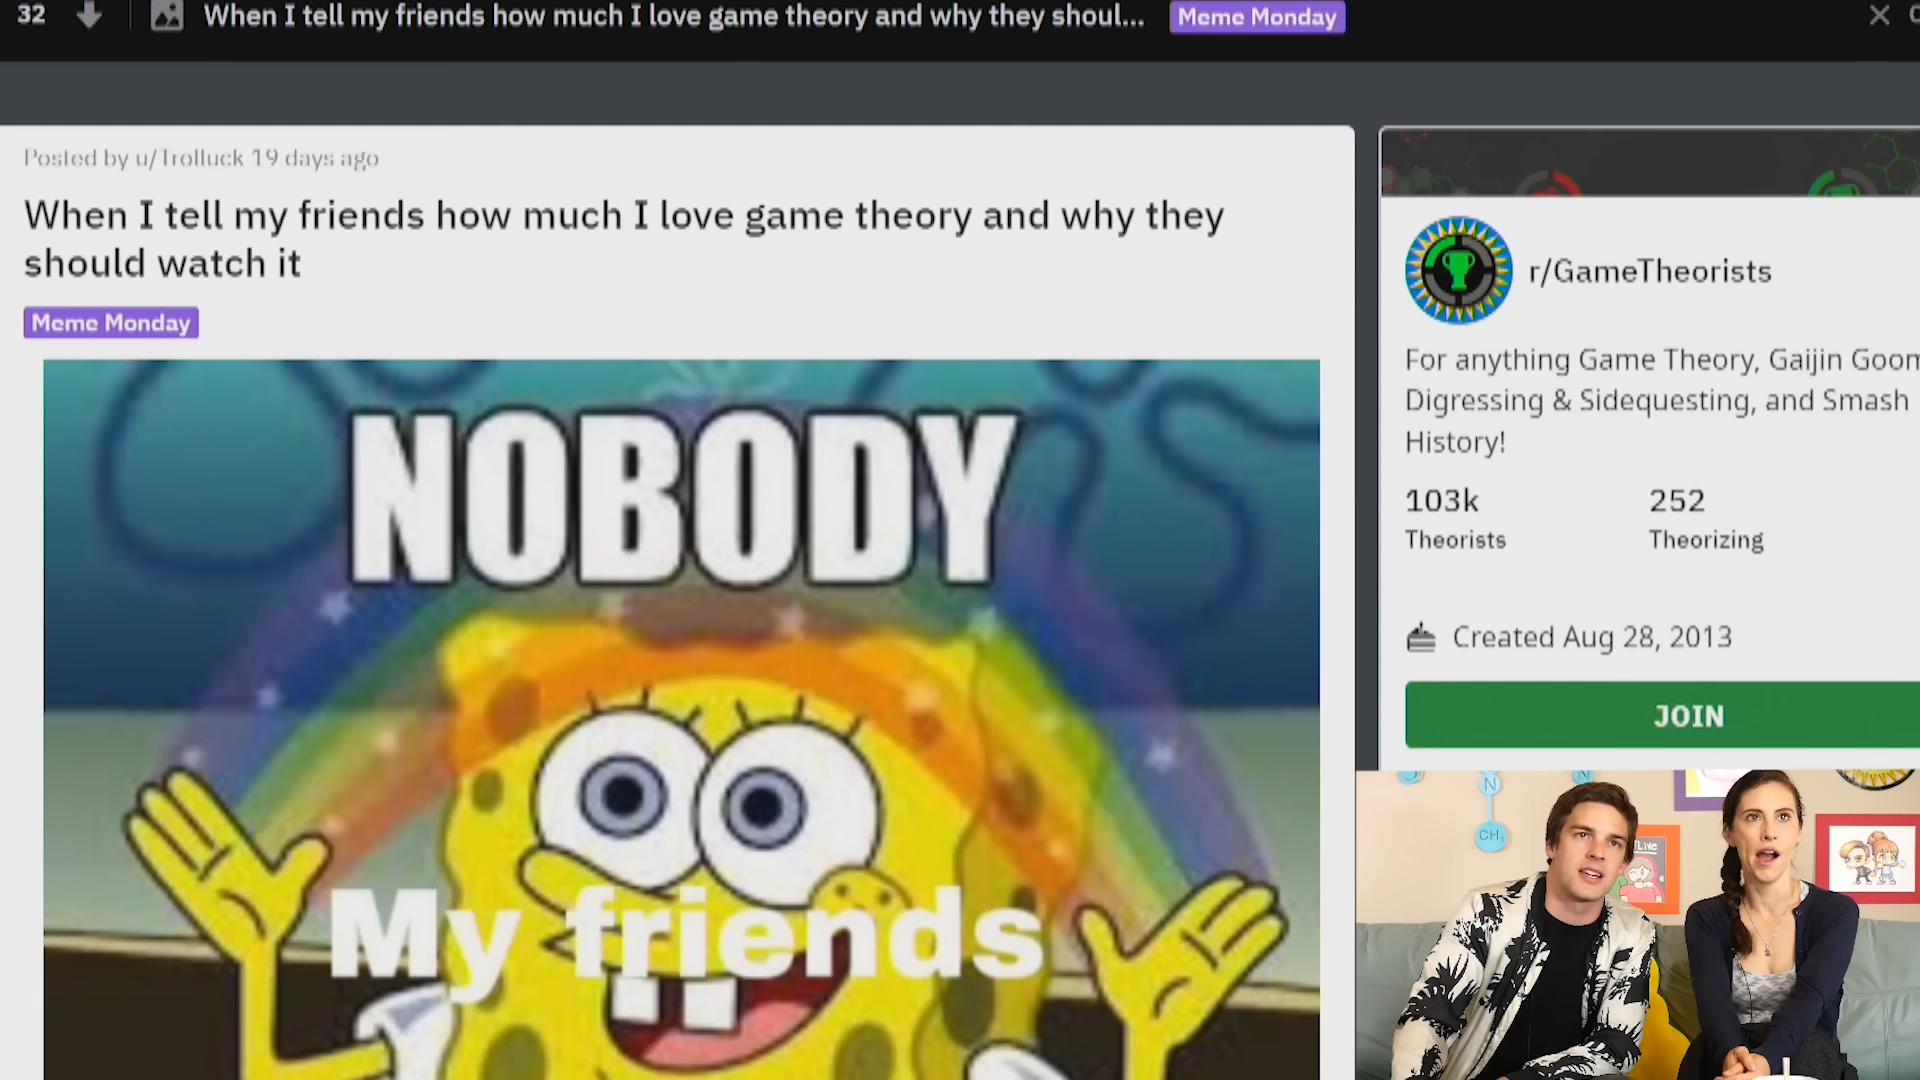 32
When I tell my friends how much I love game theory and why they shoul...
Meme Monday
Posted by u/Trolluck 19 days ago
When I tell my friends how much I love game theory and why they
should watch it
Meme Monday
NOBODY
My friends
r/GameTheorists
For anything Game Theory, Gaijin Goom
Digressing & Sidequesting, and Smash
History!
103k
252
Theorists
Theorizing
Created Aug 28, 2013
JOIN
N
CH₃
Live